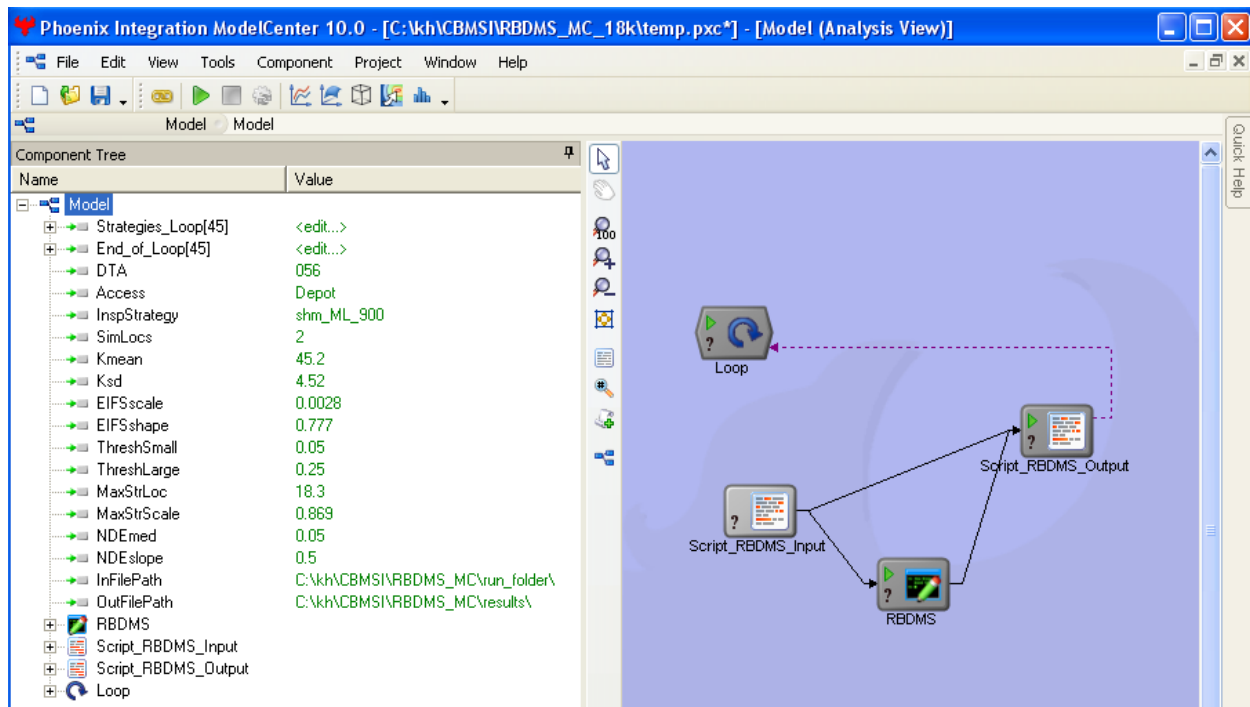 Phoenix Integration ModelCenter 10.0 - [C:\kh\CBMSI\RBDMS_MC_18k\temp.pxc*] - [Model (Analysis View)]
File Edit View Tools Component Project Window Help
Model Model
Quick Help
Component Tree
Name Value
Model
Strategies_Loop[45] <edit...>
End_of_Loop[45] <edit...>
DTA 056
Access Depot
InspStrategy shm_ML_900
SimLocs 2
Kmean 45.2
Ksd 4.52
EIFSscale 0.0028
EIFSshape 0.777
ThreshSmall 0.05
ThreshLarge 0.25
MaxStrLoc 18.3
MaxStrScale 0.869
NDEmed 0.05
NDEslope 0.5
InFilePath C:\kh\CBMSI\RBDMS_MC\run_folder\
OutFilePath C:\kh\CBMSI\RBDMS_MC\results\
RBDMS
Script_RBDMS_Input
Script_RBDMS_Output
Loop
100
?
Loop
?
Script_RBDMS_Output
?
Script_RBDMS_Input
?
RBDMS